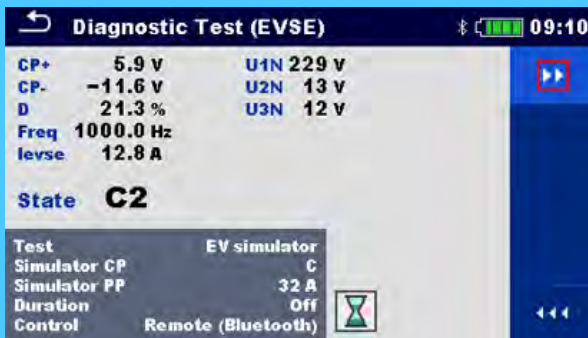 Diagnostic Test (EVSE) 09:10
CP+ 5.9 V U1N 229 V
CP- -11.6 V U2N 13 V
D 21.3 % U3N 12 V
Freq 1000.0 Hz
Ievse 12.8 A
State C2
Test EV simulator
Simulator CP C
Simulator PP 32 A
Duration Off
Control Remote (Bluetooth)